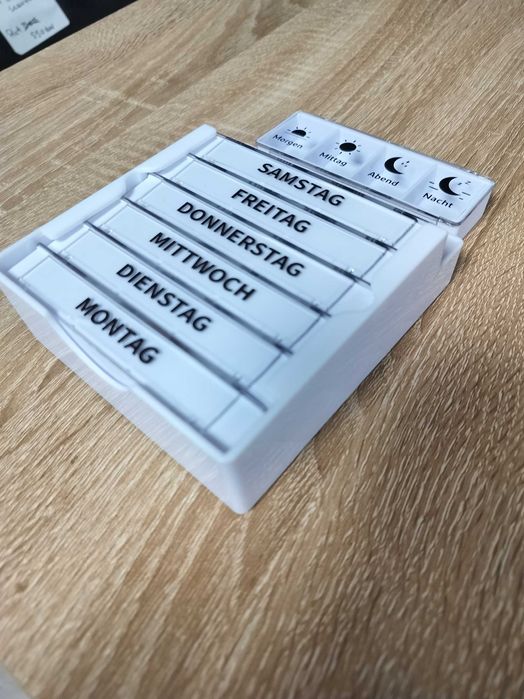 Morgen
Mittag
Abend
Nacht
SAMSTAG
FREITAG
DONNERSTAG
MITTWOCH
DIENSTAG
MONTAG